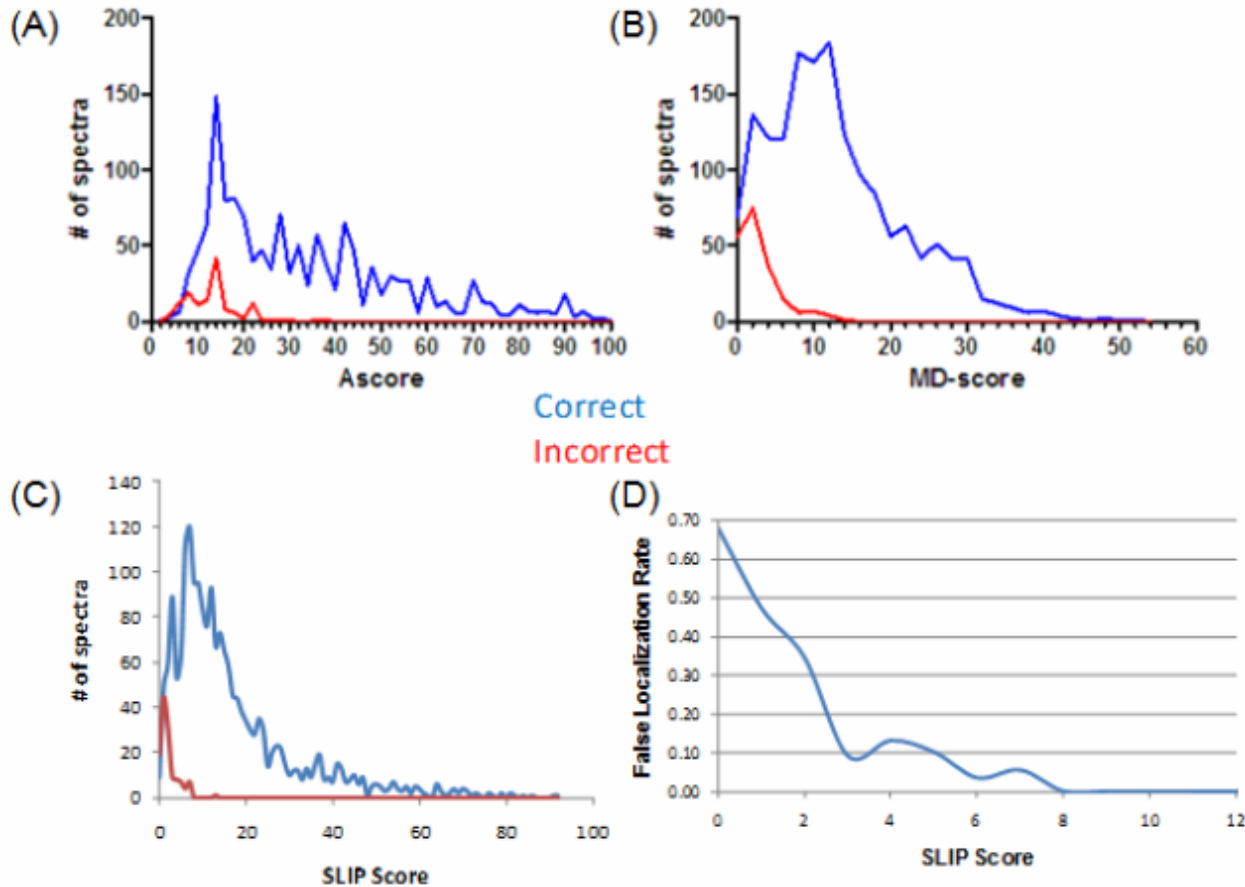 (A)
200
150
100
50
0
# of spectra
0 10 20 30 40 50 60 70 80 90 100
Ascore
(B)
200
150
100
50
0
# of spectra
0 10 20 30 40 50 60
MD-score
Correct
Incorrect
(C)
140
120
100
80
60
40
20
0
# of spectra
0 20 40 60 80 100
SLIP Score
(D)
0.70
0.60
0.50
0.40
0.30
0.20
0.10
0.00
False Localization Rate
0 2 4 6 8 10 12
SLIP Score